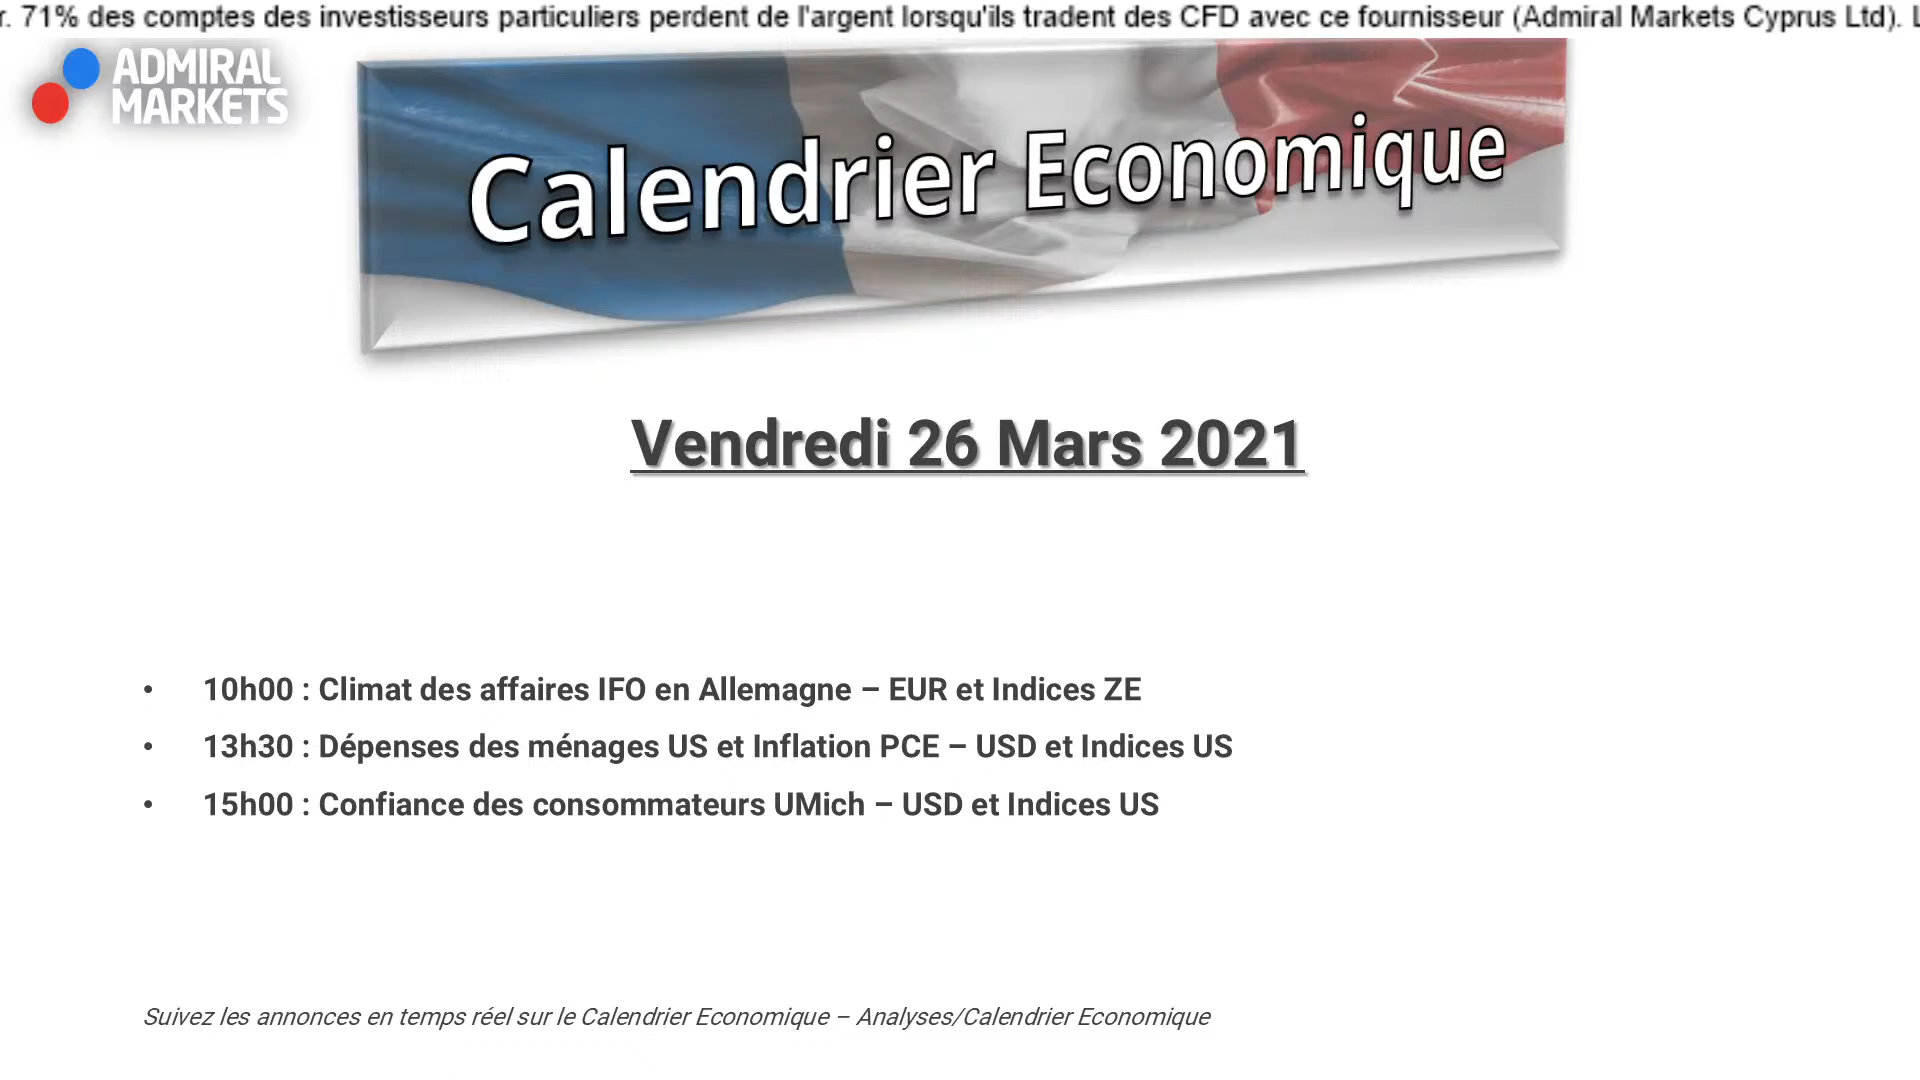 r. 71% des comptes des investisseurs particuliers perdent de l'argent lorsqu'ils tradent des CFD avec ce fournisseur (Admiral Markets Cyprus Ltd). L
ADMIRAL
MARKETS
Calendrier Economique
Vendredi 26 Mars 2021
• 10h00 : Climat des affaires IFO en Allemagne – EUR et Indices ZE
• 13h30 : Dépenses des ménages US et Inflation PCE – USD et Indices US
• 15h00 : Confiance des consommateurs UMich – USD et Indices US
Suivez les annonces en temps réel sur le Calendrier Economique – Analyses/Calendrier Economique